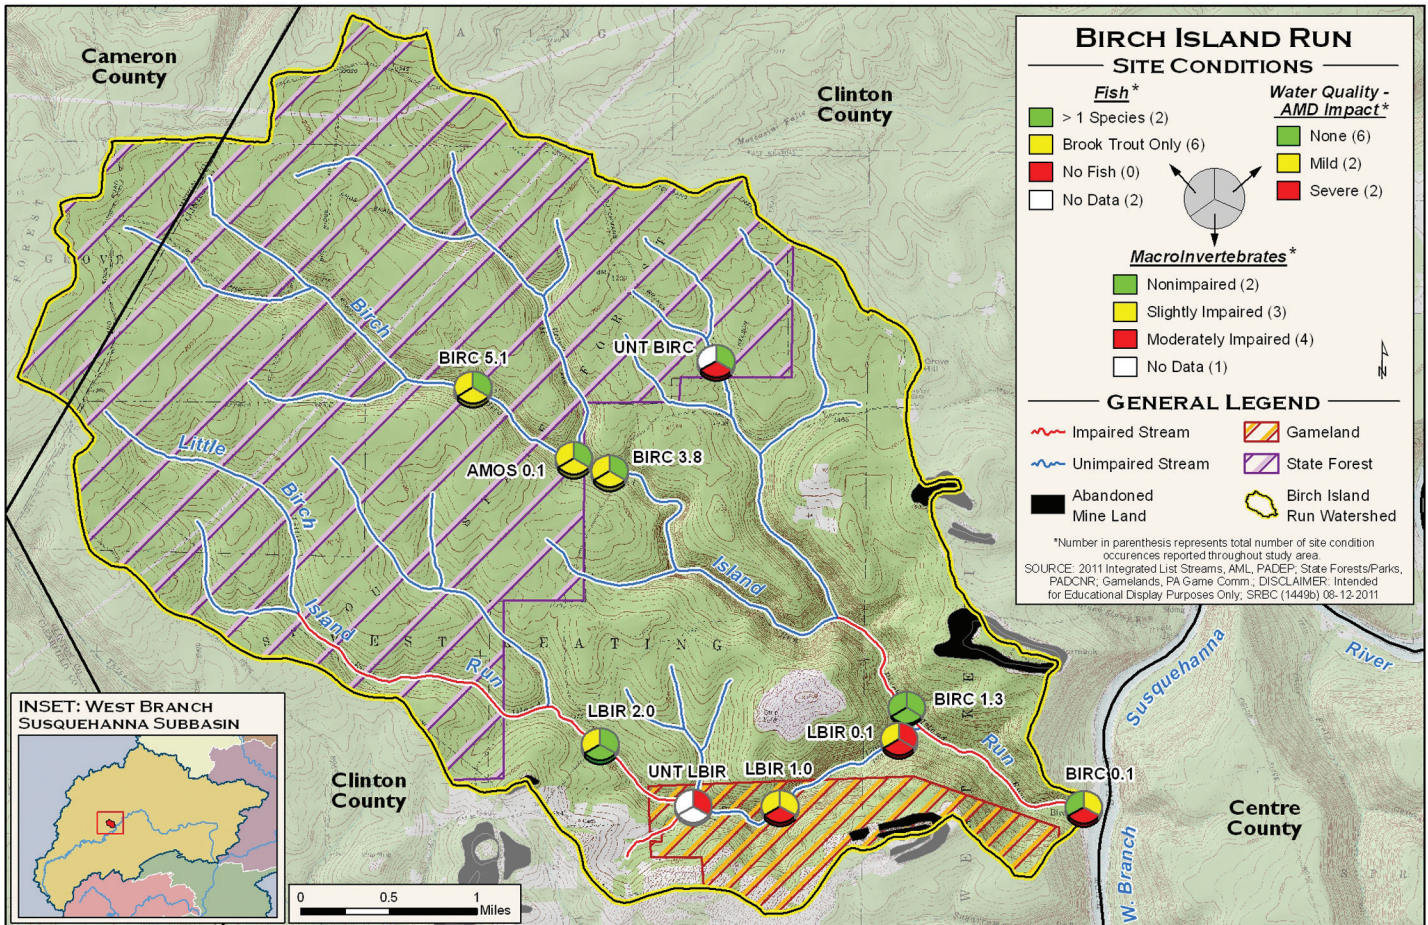 Cameron
County
Clinton
County
BIRCH ISLAND RUN
SITE CONDITIONS
Fish*
> 1 Species (2)
Brook Trout Only (6)
No Fish (0)
No Data (2)
Water Quality -
AMD Impact*
None (6)
Mild (2)
Severe (2)
MacroInvertebrates*
Nonimpaired (2)
Slightly Impaired (3)
Moderately Impaired (4)
No Data (1)
N
GENERAL LEGEND
Impaired Stream
Unimpaired Stream
Abandoned
Mine Land
Gameland
State Forest
Birch Island
Run Watershed
*Number in parenthesis represents total number of site condition
occurences reported throughout study area.
SOURCE: 2011 Integrated List Streams, AML, PADEP; State Forests/Parks,
PADCNR; Gamelands, PA Game Comm.; DISCLAIMER: Intended
for Educational Display Purposes Only; SRBC (1449b) 08-12-2011
Birch
BIRC 5.1
UNT BIRC
Little
AMOS 0.1
BIRC 3.8
Birch
Island
Island
Run
S WEST KEATING
LBIR 2.0
BIRC 1.3
LBIR 0.1
Run
UNT LBIR
LBIR 1.0
BIRC 0.1
Susquehanna
River
W. Branch
Clinton
County
Centre
County
INSET: WEST BRANCH
SUSQUEHANNA SUBBASIN
0
0.5
1
Miles